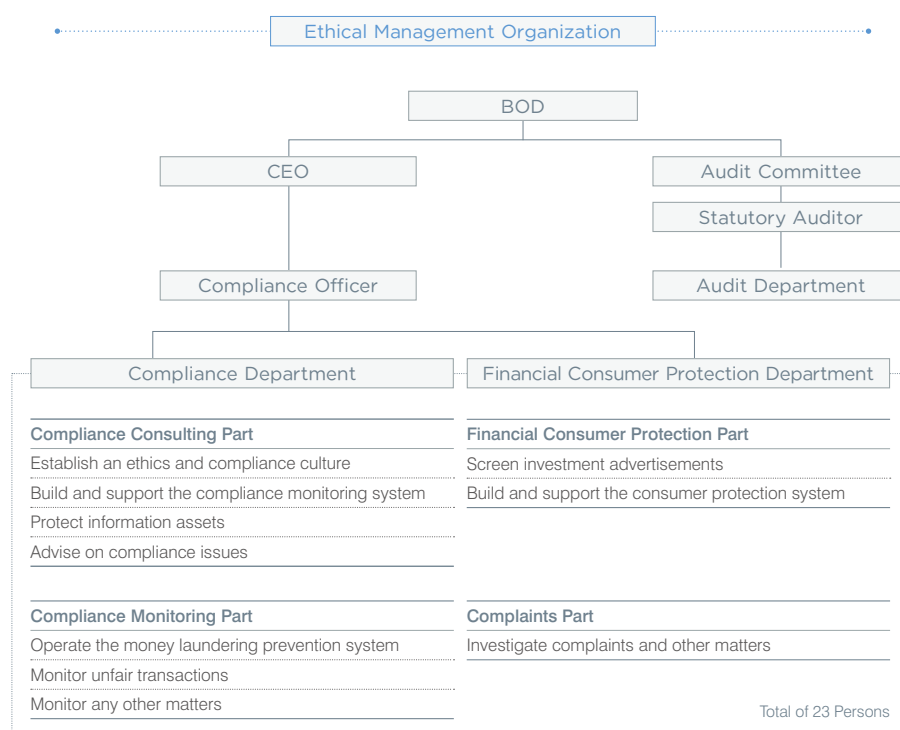 Ethical Management Organization
BOD
CEO
Audit Committee
Statutory Auditor
Compliance Officer
Audit Department
Compliance Department
Financial Consumer Protection Department
Compliance Consulting Part
Establish an ethics and compliance culture
Build and support the compliance monitoring system
Protect information assets
Advise on compliance issues
Financial Consumer Protection Part
Screen investment advertisements
Build and support the consumer protection system
Compliance Monitoring Part
Operate the money laundering prevention system
Monitor unfair transactions
Monitor any other matters
Complaints Part
Investigate complaints and other matters
Total of 23 Persons